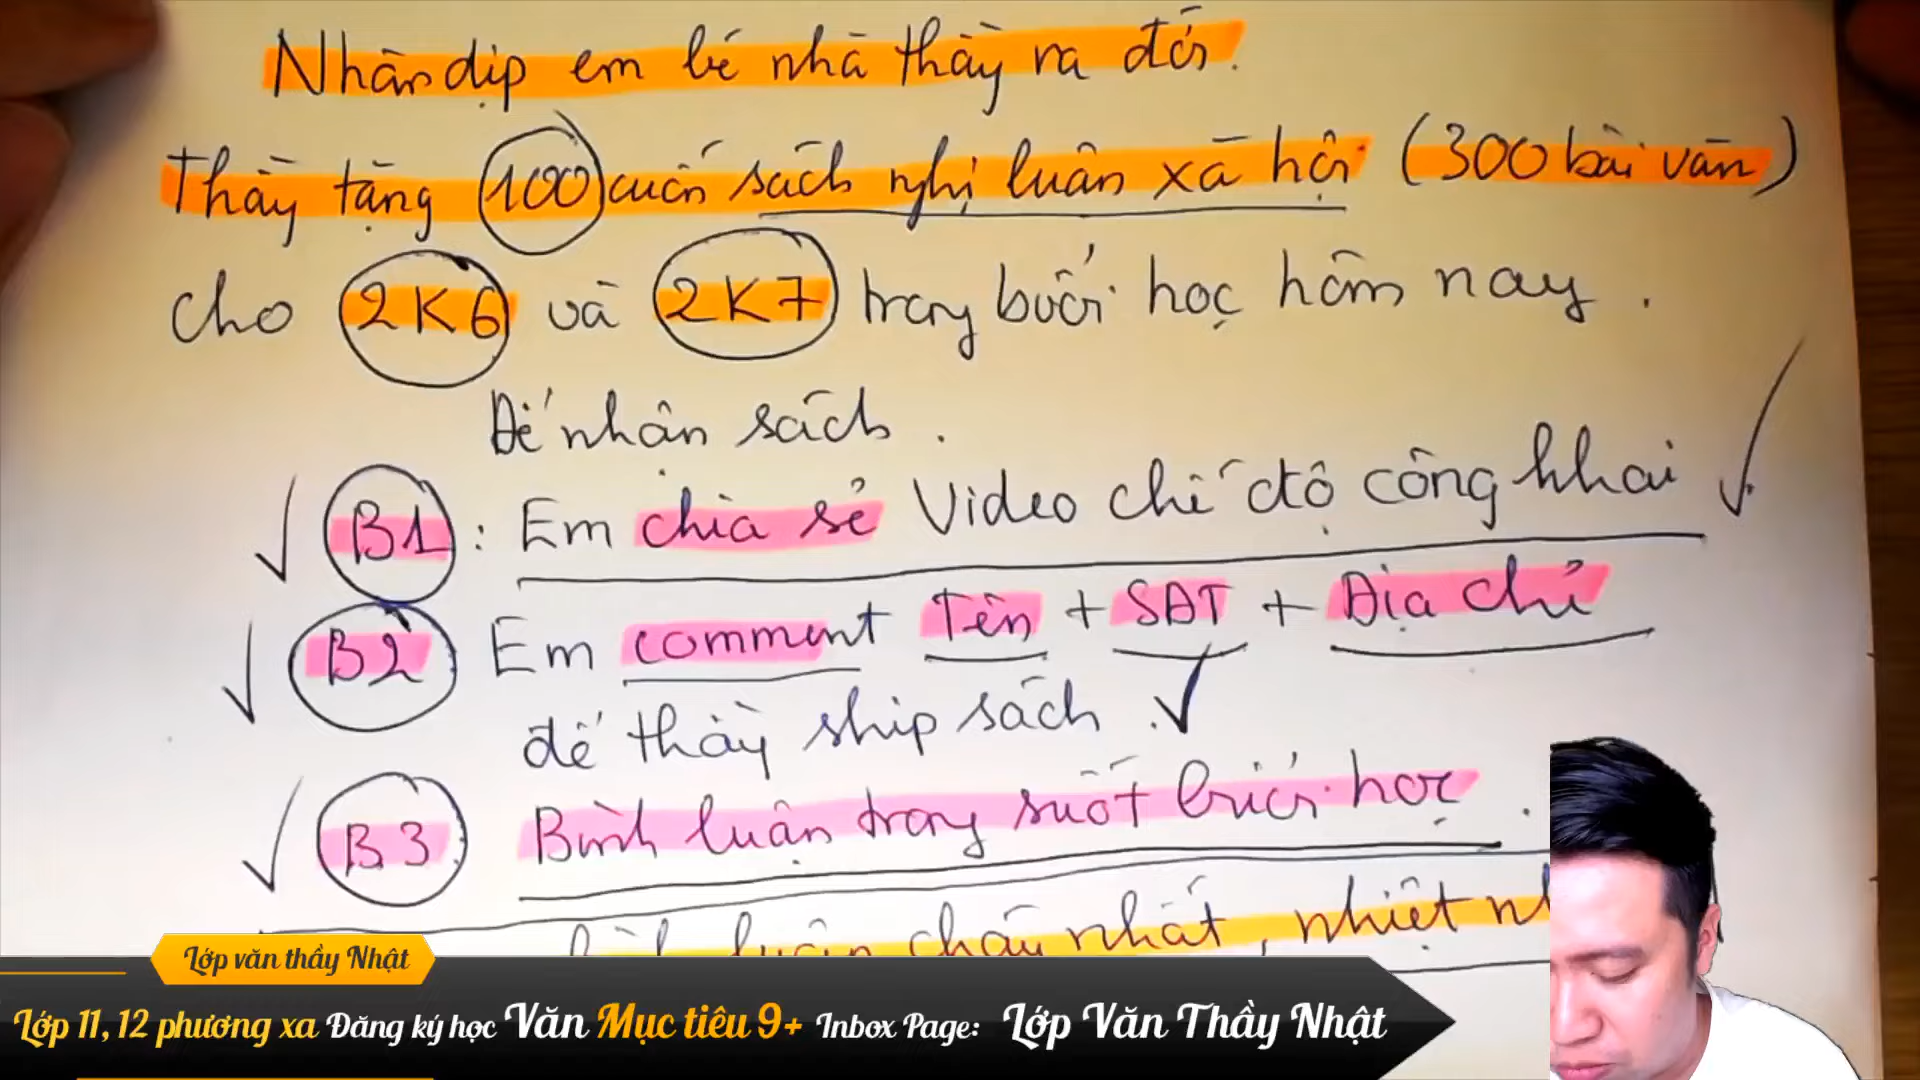 Nhân dịp em bé nhà thầy ra đời.
Thầy tặng 100 cuốn sách nghị luận xã hội (300 bài văn)
cho 2K6 và 2K7 trong buổi học hôm nay.
Để nhận sách.
B1: Em chia sẻ Video chế độ công khai
B2 Em comment Tên + SĐT + Địa chỉ
để thầy ship sách.
B3 Bình luận trong suốt buổi học.
luận cháy nhất, nhiệt
Lớp văn thầy Nhật
Lớp 11, 12 phương xa Đăng ký học Văn Mục tiêu 9+ Inbox Page: Lớp Văn Thầy Nhật